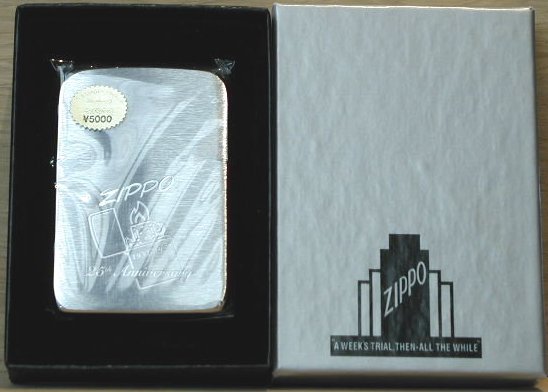 ¥5000
ZIPPO
25th Anniversary
ZIPPO
"A WEEK'S TRIAL, THEN-ALL THE WHILE"